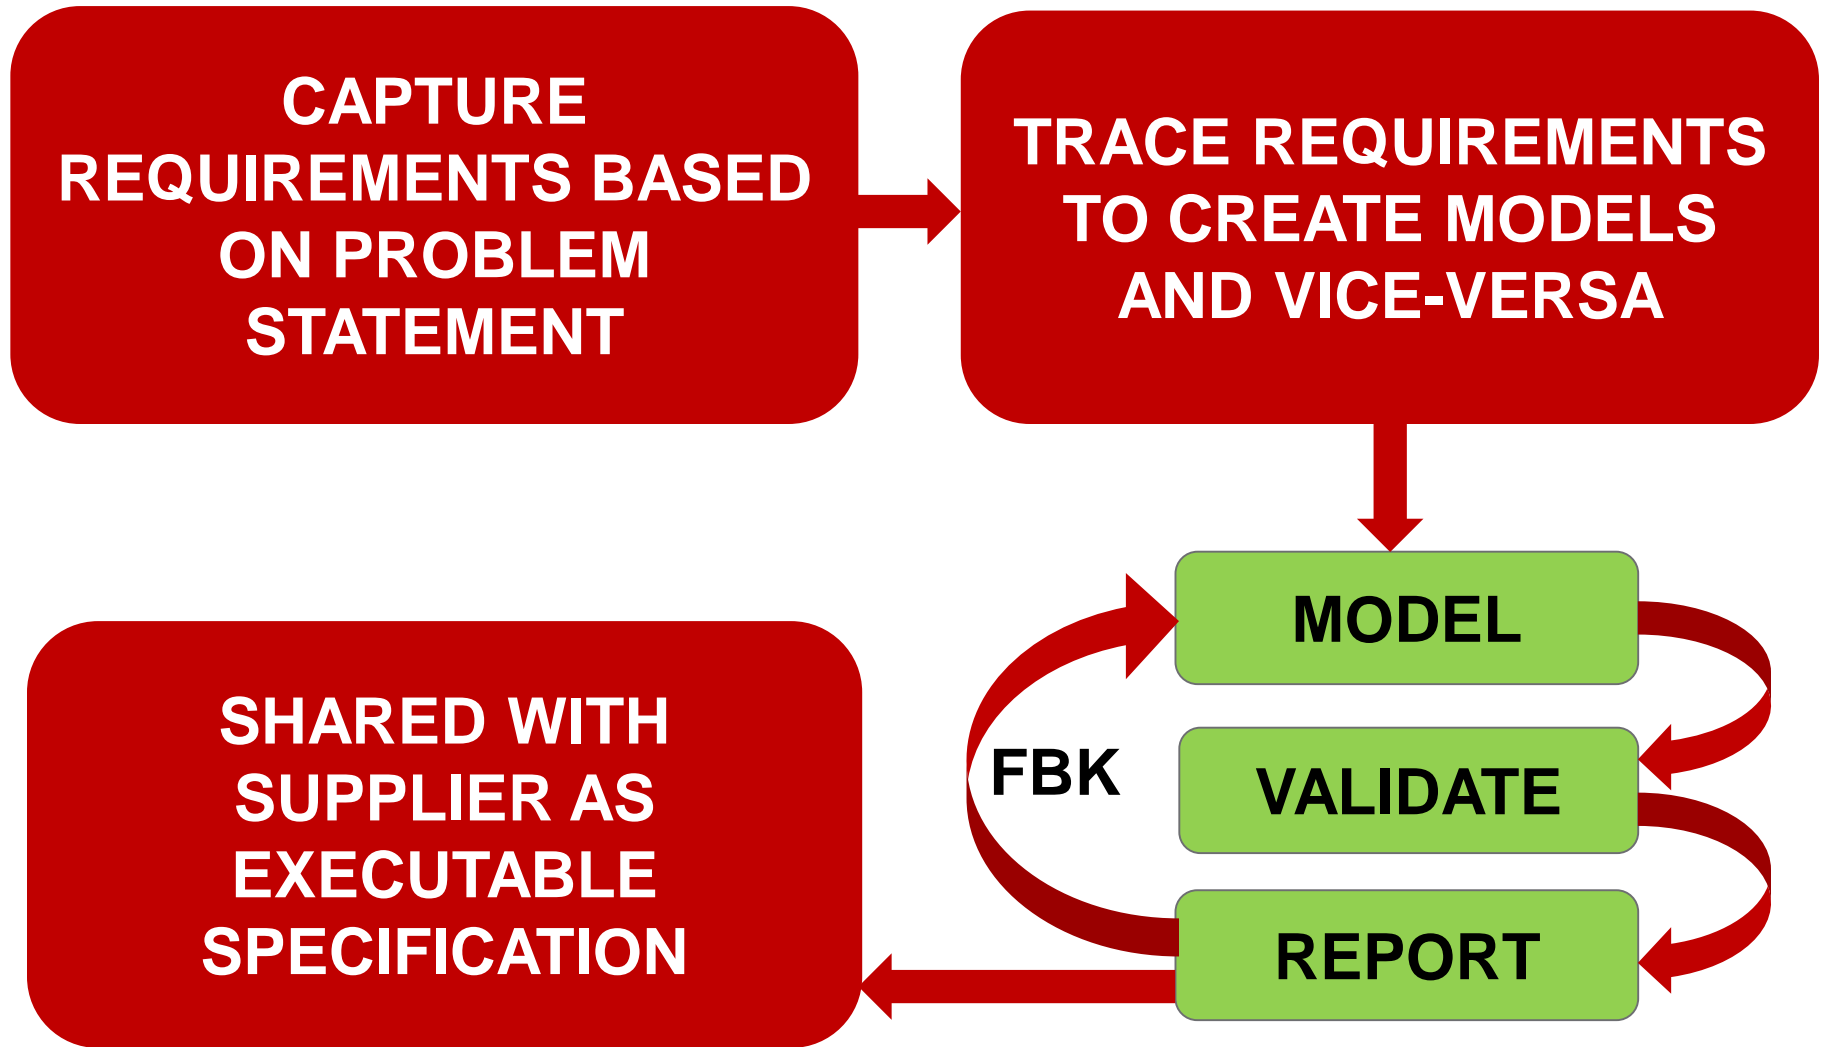 CAPTURE
REQUIREMENTS BASED
ON PROBLEM
STATEMENT
TRACE REQUIREMENTS
TO CREATE MODELS
AND VICE-VERSA
MODEL
FBK
VALIDATE
REPORT
SHARED WITH
SUPPLIER AS
EXECUTABLE
SPECIFICATION